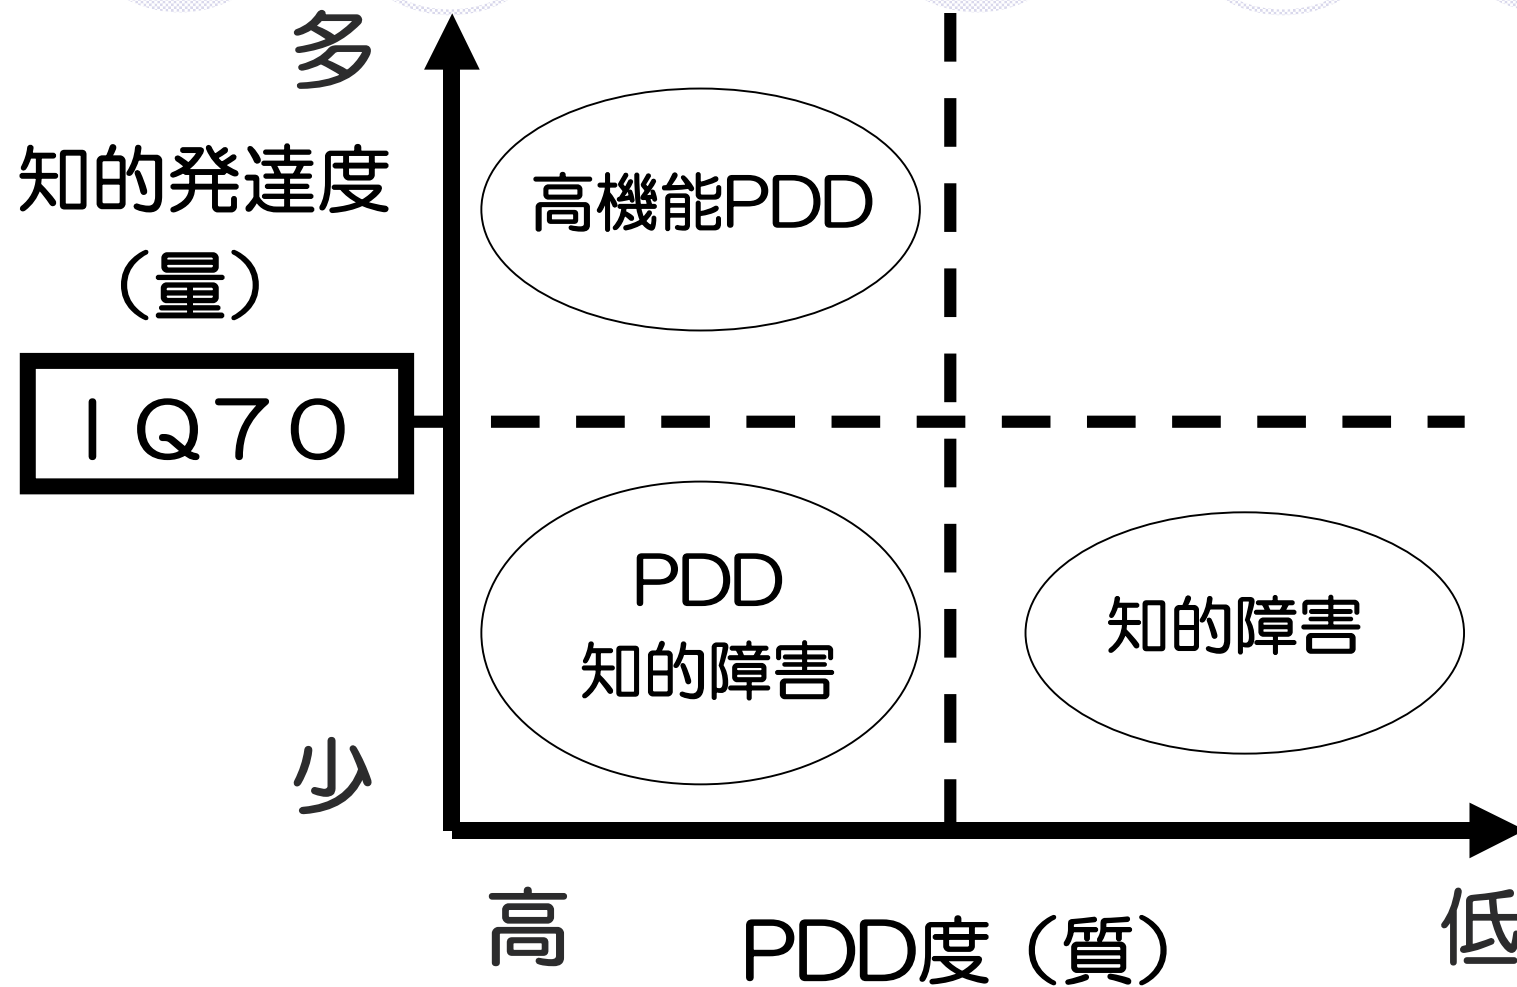 多
知的発達度
（量）
高機能PDD
ＩＱ７０
PDD
知的障害
知的障害
少
高
低
PDD度（質）